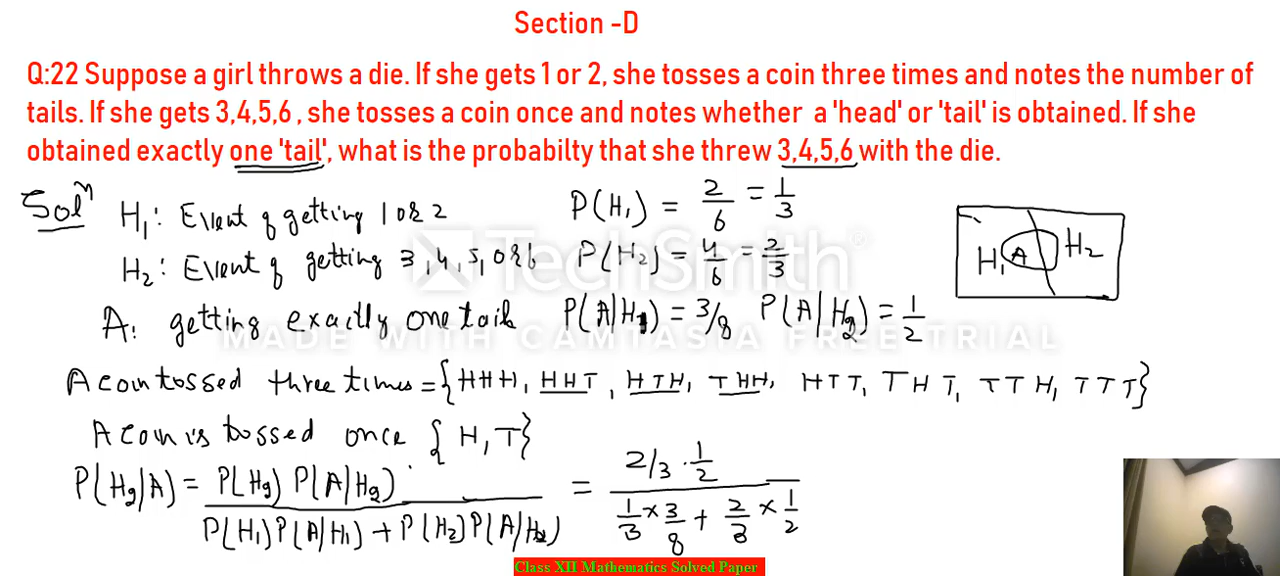 Section -D
Q:22 Suppose a girl throws a die. If she gets 1 or 2, she tosses a coin three times and notes the number of
tails. If she gets 3,4,5,6 , she tosses a coin once and notes whether a 'head' or 'tail' is obtained. If she
obtained exactly one 'tail', what is the probabilty that she threw 3,4,5,6 with the die.
Solⁿ H₁: Event of getting 1 or 2 P(H₁) = 2/6 = 1/3
H₂: Event of getting 3,4,5, or 6 P(H₂) = 4/6 = 2/3
H₁ A H₂
A: getting exactly one tail P(A|H₁) = 3/8 P(A|H₂) = 1/2
TechSmith
MADE WITH CAMTASIA FREE TRIAL
A coin tossed three times = {HHH, HHT, HTH, THH, HTT, THT, TTH, TTT}
A coin is tossed once {H,T}
P(H₂|A) = P(H₂) P(A|H₂) / P(H₁)P(A|H₁) + P(H₂)P(A|H₂) = 2/3 · 1/2 / 1/3 × 3/8 + 2/3 × 1/2
Class XII Mathematics Solved Paper